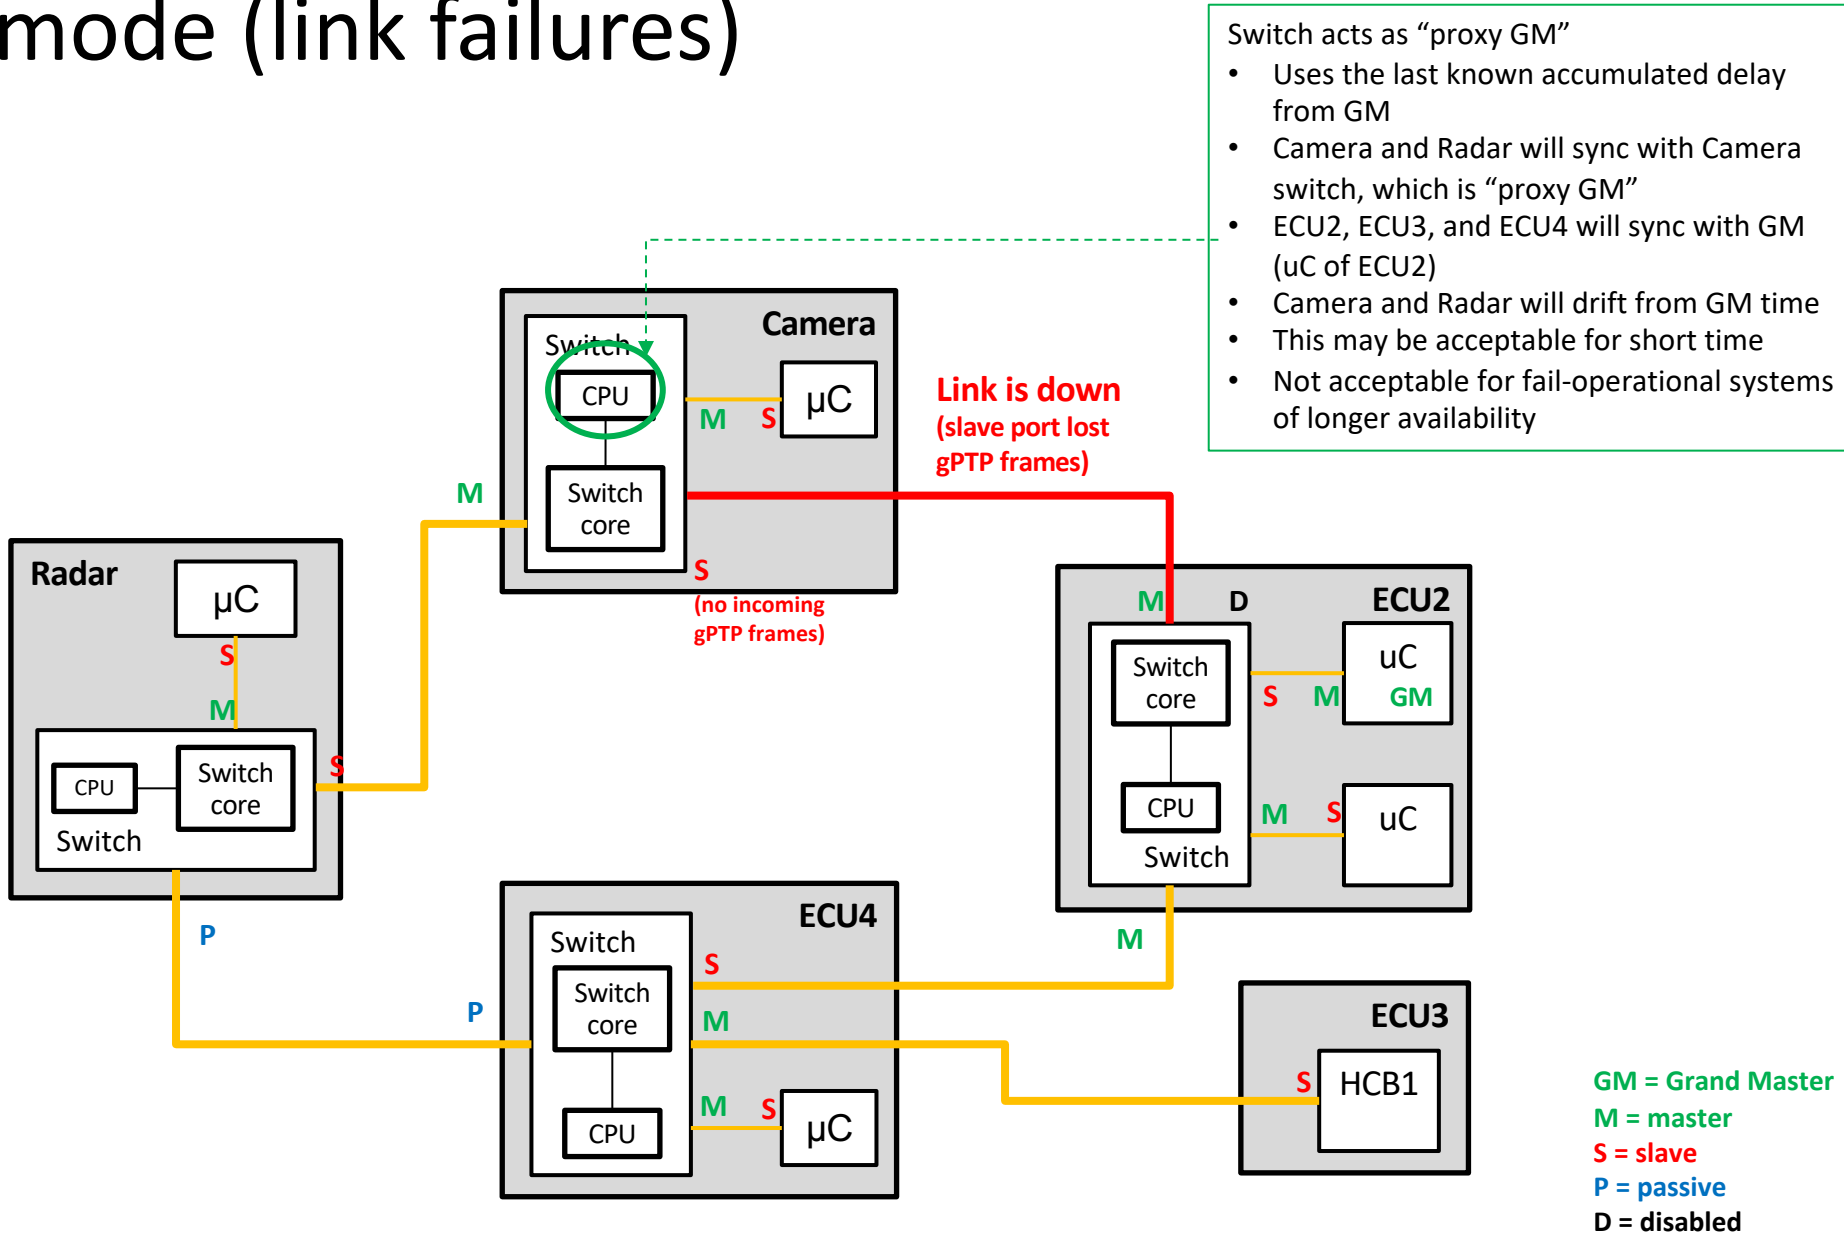 mode (link failures)
Switch acts as “proxy GM”
• Uses the last known accumulated delay
from GM
• Camera and Radar will sync with Camera
switch, which is “proxy GM”
• ECU2, ECU3, and ECU4 will sync with GM
(uC of ECU2)
• Camera and Radar will drift from GM time
• This may be acceptable for short time
• Not acceptable for fail-operational systems
of longer availability
Camera
Switch
CPU
Switch
core
μC
M
S
M
S
(no incoming
gPTP frames)
Link is down
(slave port lost
gPTP frames)
Radar
μC
S
M
S
CPU
Switch
core
Switch
P
M
D
ECU2
Switch
core
CPU
Switch
uC
GM
S
M
M
S
uC
M
P
ECU4
Switch
Switch
core
CPU
S
M
M
S
μC
ECU3
S
HCB1
GM = Grand Master
M = master
S = slave
P = passive
D = disabled